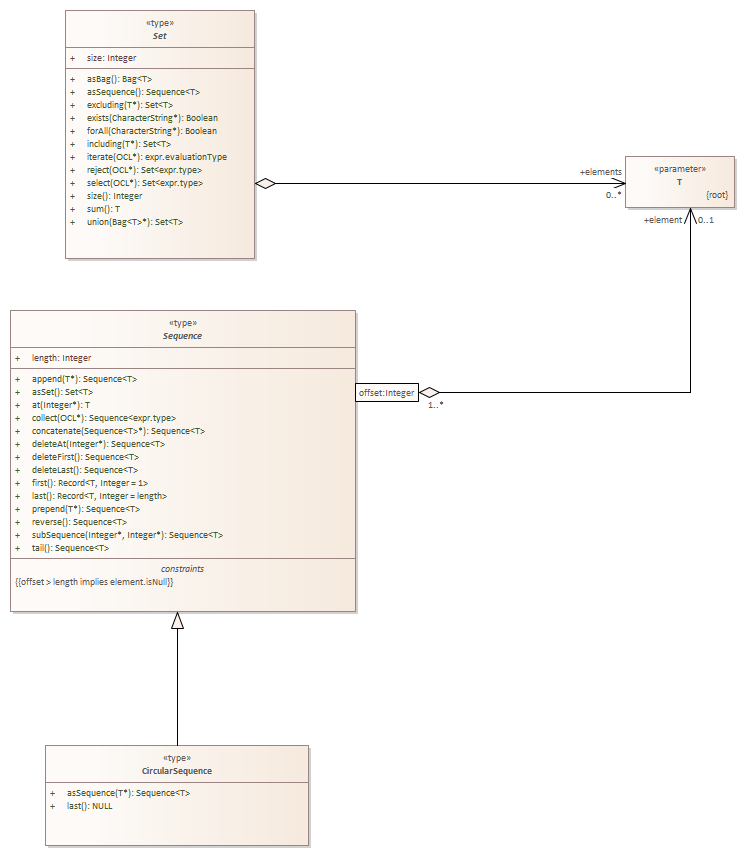 «type»
Set
+ size: Integer
+ asBag(): Bag<T>
+ asSequence(): Sequence<T>
+ excluding(T*): Set<T>
+ exists(CharacterString*): Boolean
+ forAll(CharacterString*): Boolean
+ including(T*): Set<T>
+ iterate(OCL*): expr.evaluationType
+ reject(OCL*): Set<expr.type>
+ select(OCL*): Set<expr.type>
+ size(): Integer
+ sum(): T
+ union(Bag<T>*): Set<T>
+elements
0..*
«parameter»
T
{root}
+element
0..1
«type»
Sequence
+ length: Integer
+ append(T*): Sequence<T>
+ asSet(): Set<T>
+ at(Integer*): T
+ collect(OCL*): Sequence<expr.type>
+ concatenate(Sequence<T>*): Sequence<T>
+ deleteAt(Integer*): Sequence<T>
+ deleteFirst(): Sequence<T>
+ deleteLast(): Sequence<T>
+ first(): Record<T, Integer = 1>
+ last(): Record<T, Integer = length>
+ prepend(T*): Sequence<T>
+ reverse(): Sequence<T>
+ subSequence(Integer*, Integer*): Sequence<T>
+ tail(): Sequence<T>
constraints
{{offset > length implies element.isNull}}
offset:Integer
1..*
«type»
CircularSequence
+ asSequence(T*): Sequence<T>
+ last(): NULL